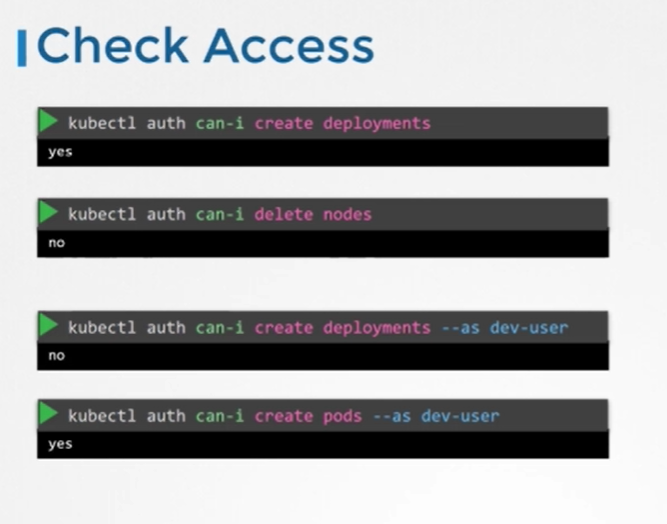 Check Access
kubectl auth can-i create deployments
yes
kubectl auth can-i delete nodes
no
kubectl auth can-i create deployments --as dev-user
no
kubectl auth can-i create pods --as dev-user
yes